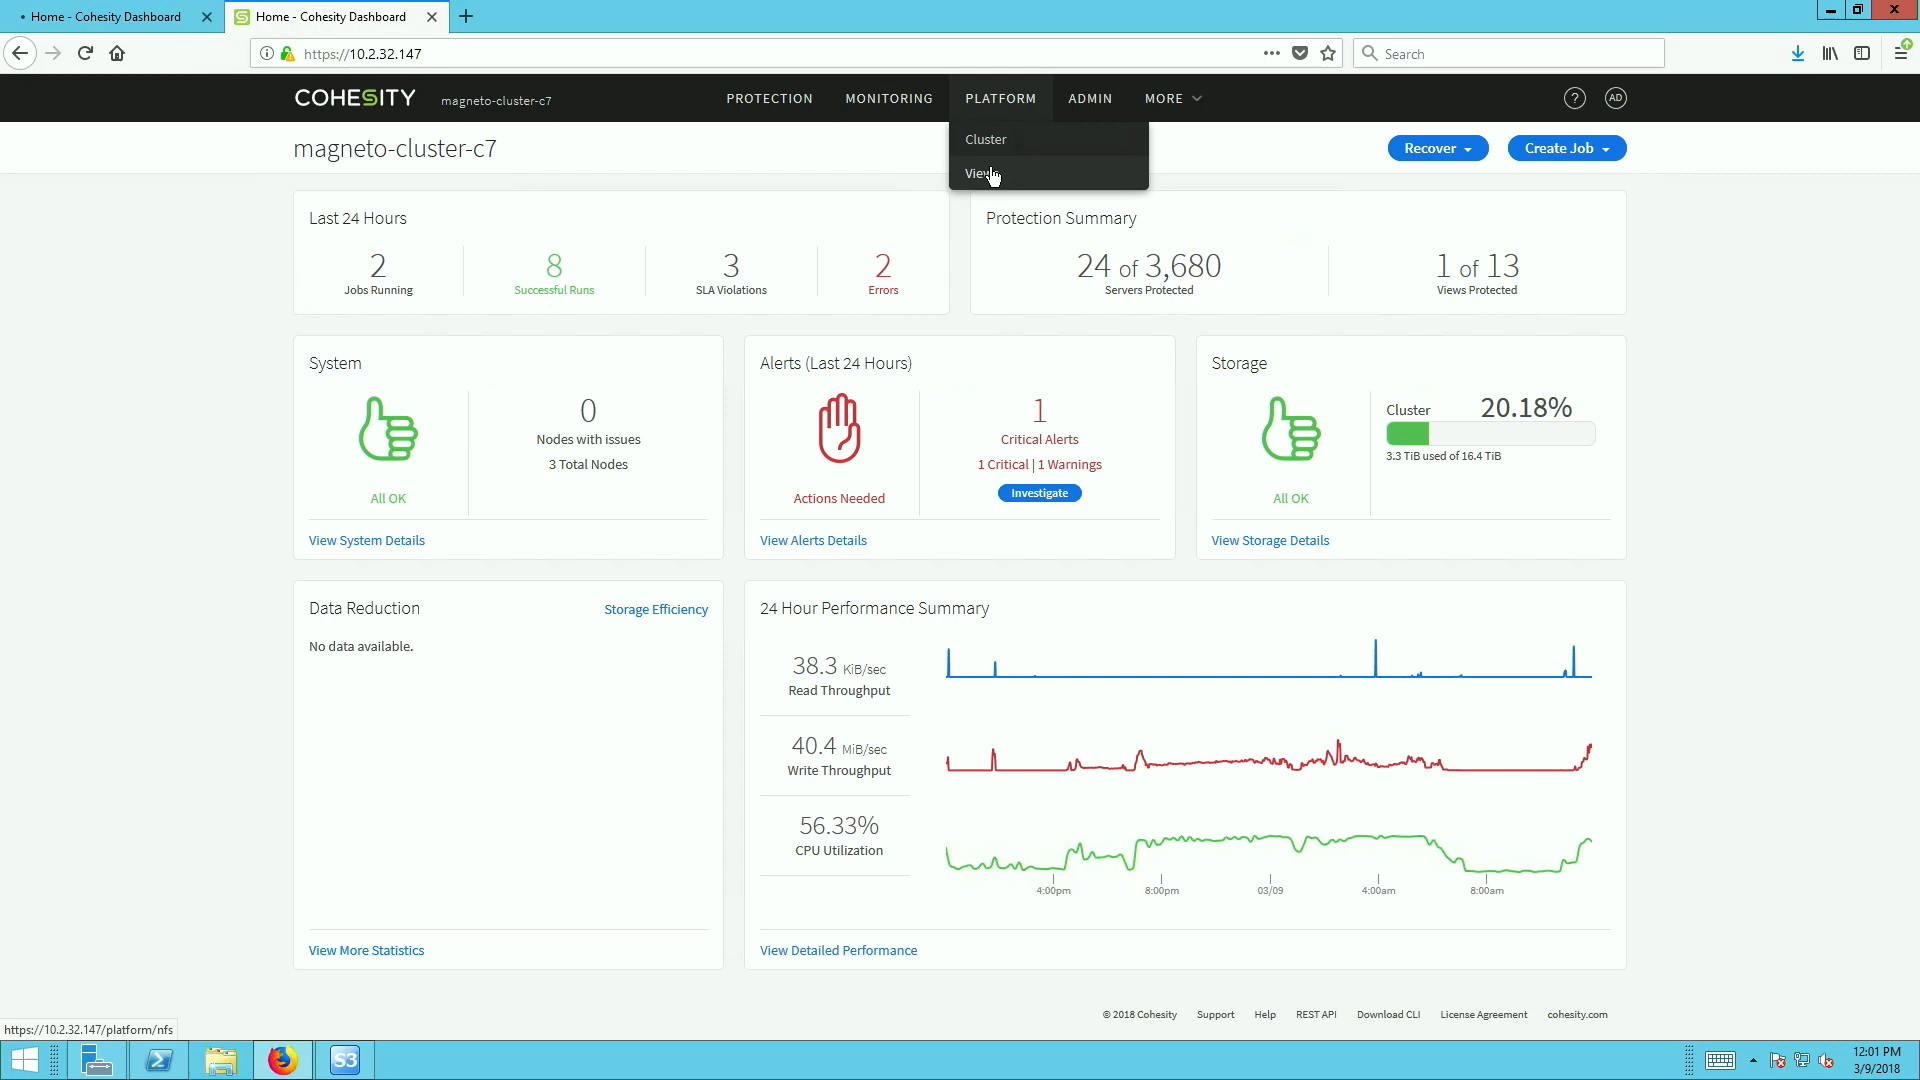 Home - Cohesity Dashboard
Home - Cohesity Dashboard
https://10.2.32.147
Search
COHESITY
magneto-cluster-c7
PROTECTION
MONITORING
PLATFORM
ADMIN
MORE
?
AD
Cluster
magneto-cluster-c7
Recover
Create Job
Last 24 Hours
2
Jobs Running
8
Successful Runs
3
SLA Violations
2
Errors
Protection Summary
24 of 3,680
Servers Protected
1 of 13
Views Protected
System
All OK
0
Nodes with issues
3 Total Nodes
View System Details
Alerts (Last 24 Hours)
Actions Needed
1
Critical Alerts
1 Critical | 1 Warnings
Investigate
View Alerts Details
Storage
All OK
Cluster 20.18%
3.3 TiB used of 16.4 TiB
View Storage Details
Data Reduction
Storage Efficiency
No data available.
View More Statistics
24 Hour Performance Summary
38.3 KiB/sec
Read Throughput
40.4 MiB/sec
Write Throughput
56.33%
CPU Utilization
4:00pm
8:00pm
03/09
4:00am
8:00am
View Detailed Performance
© 2018 Cohesity
Support
Help
REST API
Download CLI
License Agreement
cohesity.com
https://10.2.32.147/platform/nfs
S3
12:01 PM
3/9/2018